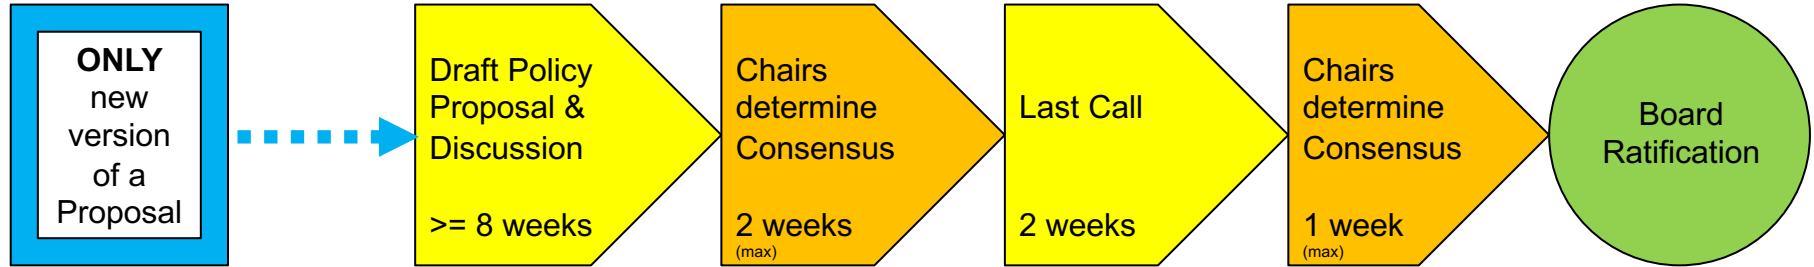 ONLY
new
version
of a
Proposal
Draft Policy
Proposal &
Discussion
>= 8 weeks
Chairs
determine
Consensus
2 weeks
(max)
Last Call
2 weeks
Chairs
determine
Consensus
1 week
(max)
Board
Ratification